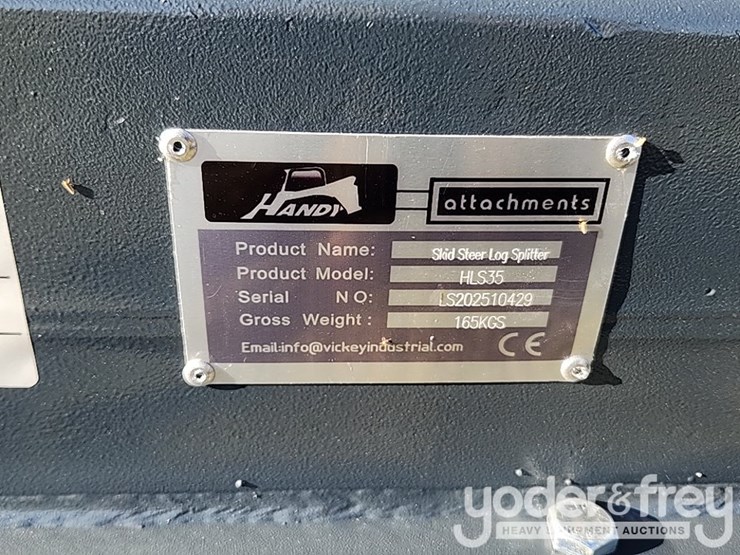 HANDY attachments
Product Name: Skid Steer Log Splitter
Product Model: HLS35
Serial NO: LS202510429
Gross Weight: 165KGS
Email:info@vickeyindustrial.com CE
yoder&frey
HEAVY EQUIPMENT AUCTIONS